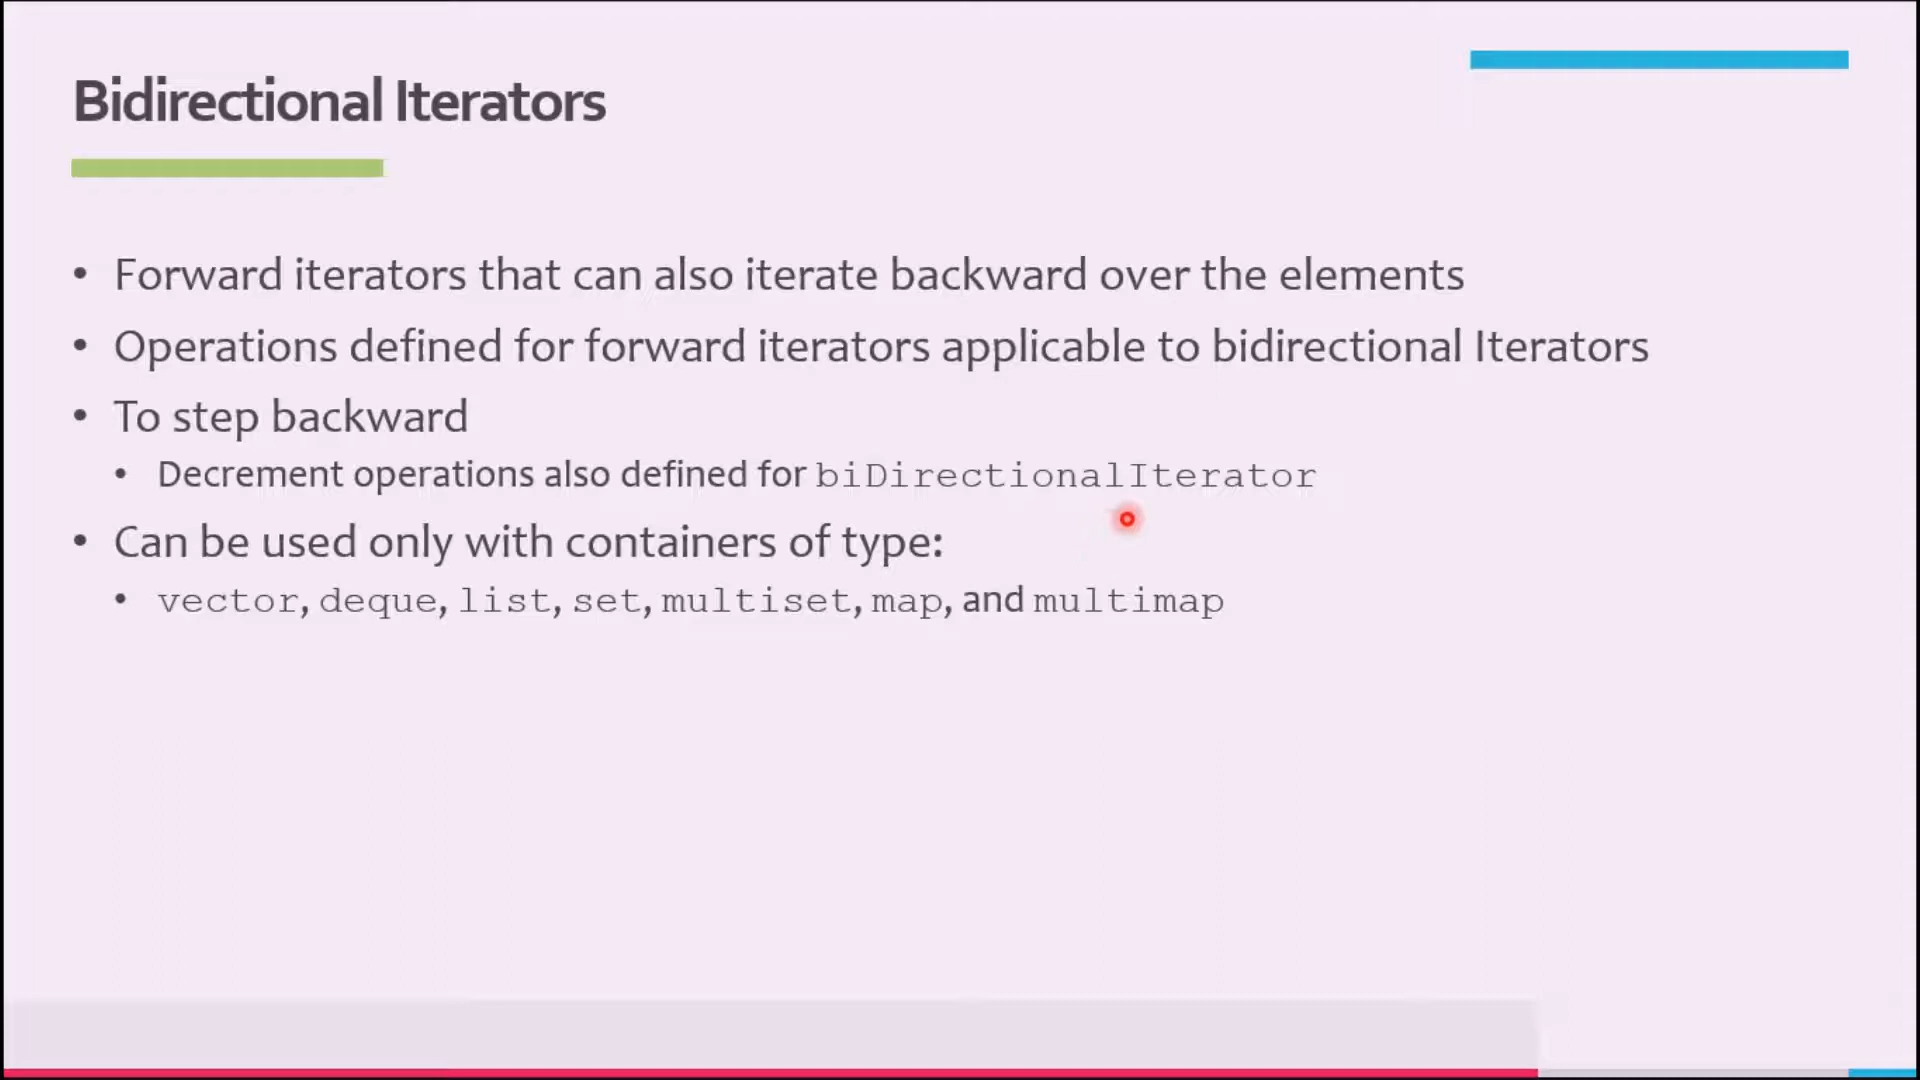 Bidirectional Iterators
• Forward iterators that can also iterate backward over the elements
• Operations defined for forward iterators applicable to bidirectional Iterators
• To step backward
• Decrement operations also defined for biDirectionalIterator
• Can be used only with containers of type:
• vector, deque, list, set, multiset, map, and multimap